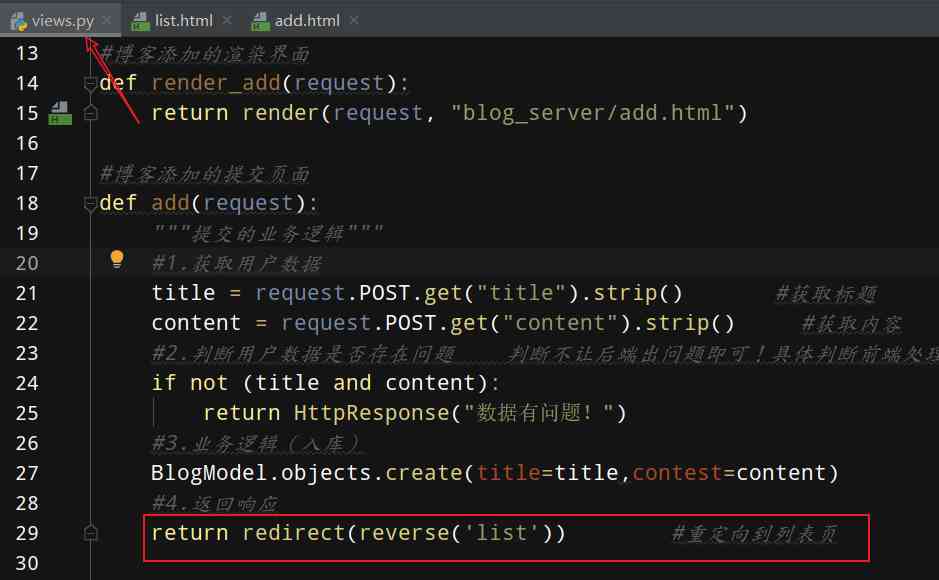 views.py list.html add.html
13 #博客添加的渲染界面
14 def render_add(request):
15 return render(request, "blog_server/add.html")
16
17 #博客添加的提交页面
18 def add(request):
19 """提交的业务逻辑"""
20 #1.获取用户数据
21 title = request.POST.get("title").strip() #获取标题
22 content = request.POST.get("content").strip() #获取内容
23 #2.判断用户数据是否存在问题 判断不让后端出问题即可！具体判断前端处理
24 if not (title and content):
25 return HttpResponse("数据有问题！")
26 #3.业务逻辑（入库）
27 BlogModel.objects.create(title=title,contest=content)
28 #4.返回响应
29 return redirect(reverse('list')) #重定向到列表页
30